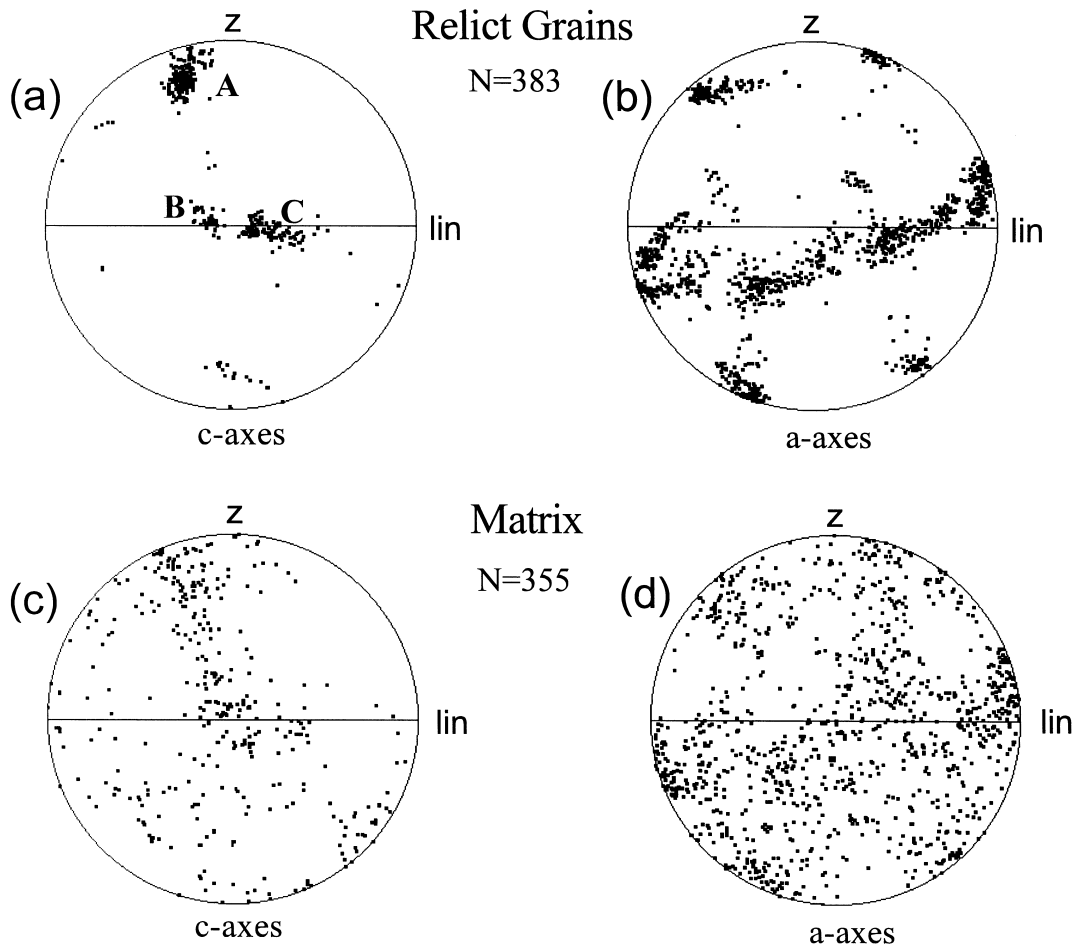 Relict Grains
N=383
(a)
z
A
B
C
lin
c-axes
(b)
z
lin
a-axes
Matrix
N=355
(c)
z
lin
c-axes
(d)
z
lin
a-axes